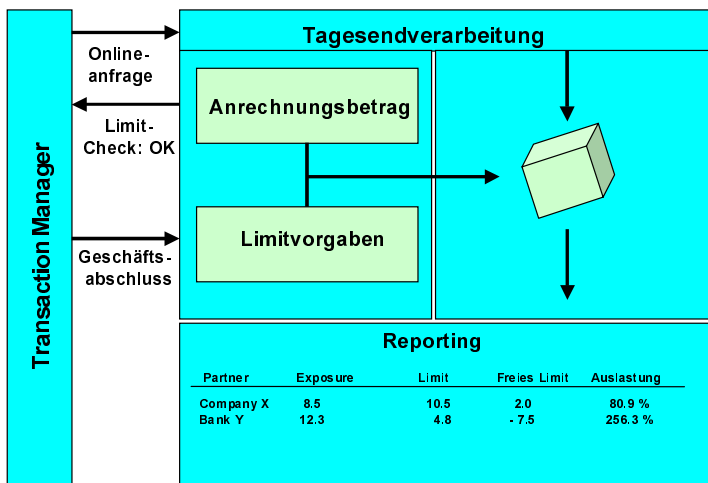 Transaction Manager
Online-
anfrage
Limit-
Check: OK
Geschäfts-
abschluss
Tagesendverarbeitung
Anrechnungsbetrag
Limitvorgaben
Reporting
Partner Exposure Limit Freies Limit Auslastung
Company X 8.5 10.5 2.0 80.9 %
Bank Y 12.3 4.8 - 7.5 256.3 %